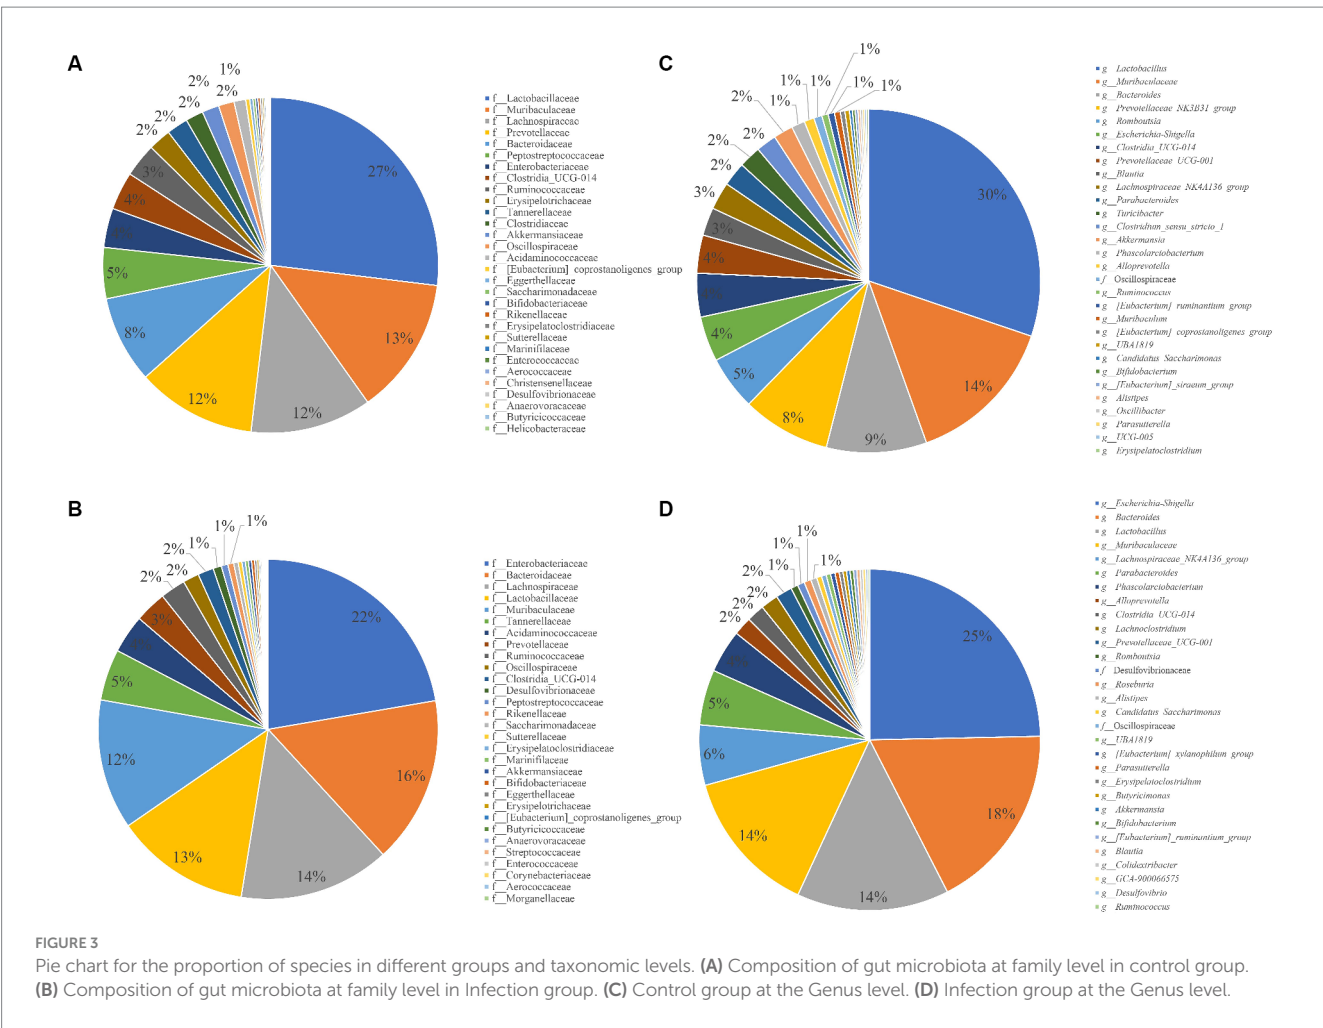 A
27%
13%
12%
12%
8%
5%
4%
4%
3%
2%
2%
2%
2%
2%
1%
f__Lactobacillaceae
f__Muribaculaceae
f__Lachnospiraceae
f__Prevotellaceae
f__Bacteroidaceae
f__Peptostreptococcaceae
f__Enterobacteriaceae
f__Clostridia_UCG-014
f__Ruminococcaceae
f__Erysipelotrichaceae
f__Tannerellaceae
f__Clostridiaceae
f__Akkermansiaceae
f__Oscillospiraceae
f__Acidaminococcaceae
f__[Eubacterium]_coprostanoligenes_group
f__Eggerthellaceae
f__Saccharimonadaceae
f__Bifidobacteriaceae
f__Rikenellaceae
f__Erysipelatoclostridiaceae
f__Sutterellaceae
f__Marinifilaceae
f__Enterococcaceae
f__Aerococcaceae
f__Christensenellaceae
f__Desulfovibrionaceae
f__Anaerovoracaceae
f__Butyricicoccaceae
f__Helicobacteraceae
C
30%
14%
9%
8%
5%
4%
4%
4%
3%
3%
2%
2%
2%
2%
1%
1%
1%
1%
1%
1%
g__Lactobacillus
g__Muribaculaceae
g__Bacteroides
g__Prevotellaceae_NK3B31_group
g__Romboutsia
g__Escherichia-Shigella
g__Clostridia_UCG-014
g__Prevotellaceae_UCG-001
g__Blautia
g__Lachnospiraceae_NK4A136_group
g__Parabacteroides
g__Turicibacter
g__Clostridium_sensu_stricto_1
g__Akkermansia
g__Phascolarctobacterium
g__Alloprevotella
f__Oscillospiraceae
g__Ruminococcus
g__[Eubacterium]_ruminantium_group
g__Muribaculum
g__[Eubacterium]_coprostanoligenes_group
g__UBA1819
g__Candidatus_Saccharimonas
g__Bifidobacterium
g__[Eubacterium]_siraeum_group
g__Alistipes
g__Oscillibacter
g__Parasutterella
g__UCG-005
g__Erysipelatoclostridium
B
22%
16%
14%
13%
12%
5%
4%
3%
2%
2%
2%
1%
1%
1%
f__Enterobacteriaceae
f__Bacteroidaceae
f__Lachnospiraceae
f__Lactobacillaceae
f__Muribaculaceae
f__Tannerellaceae
f__Acidaminococcaceae
f__Prevotellaceae
f__Ruminococcaceae
f__Oscillospiraceae
f__Clostridia_UCG-014
f__Desulfovibrionaceae
f__Peptostreptococcaceae
f__Rikenellaceae
f__Saccharimonadaceae
f__Sutterellaceae
f__Erysipelatoclostridiaceae
f__Marinifilaceae
f__Akkermansiaceae
f__Bifidobacteriaceae
f__Eggerthellaceae
f__Erysipelotrichaceae
f__[Eubacterium]_coprostanoligenes_group
f__Butyricicoccaceae
f__Anaerovoracaceae
f__Streptococcaceae
f__Enterococcaceae
f__Corynebacteriaceae
f__Aerococcaceae
f__Morganellaceae
D
25%
18%
14%
14%
6%
5%
4%
2%
2%
2%
2%
1%
1%
1%
1%
g__Escherichia-Shigella
g__Bacteroides
g__Lactobacillus
g__Muribaculaceae
g__Lachnospiraceae_NK4A136_group
g__Parabacteroides
g__Phascolarctobacterium
g__Alloprevotella
g__Clostridia_UCG-014
g__Lachnoclostridium
g__Prevotellaceae_UCG-001
g__Romboutsia
f__Desulfovibrionaceae
g__Roseburia
g__Alistipes
g__Candidatus_Saccharimonas
f__Oscillospiraceae
g__UBA1819
g__[Eubacterium]_xylanophilum_group
g__Parasutterella
g__Erysipelatoclostridium
g__Butyricimonas
g__Akkermansia
g__Bifidobacterium
g__[Eubacterium]_ruminantium_group
g__Blautia
g__Colidextribacter
g__GCA-900066575
g__Desulfovibrio
g__Ruminococcus
FIGURE 3
Pie chart for the proportion of species in different groups and taxonomic levels. (A) Composition of gut microbiota at family level in control group.
(B) Composition of gut microbiota at family level in Infection group. (C) Control group at the Genus level. (D) Infection group at the Genus level.